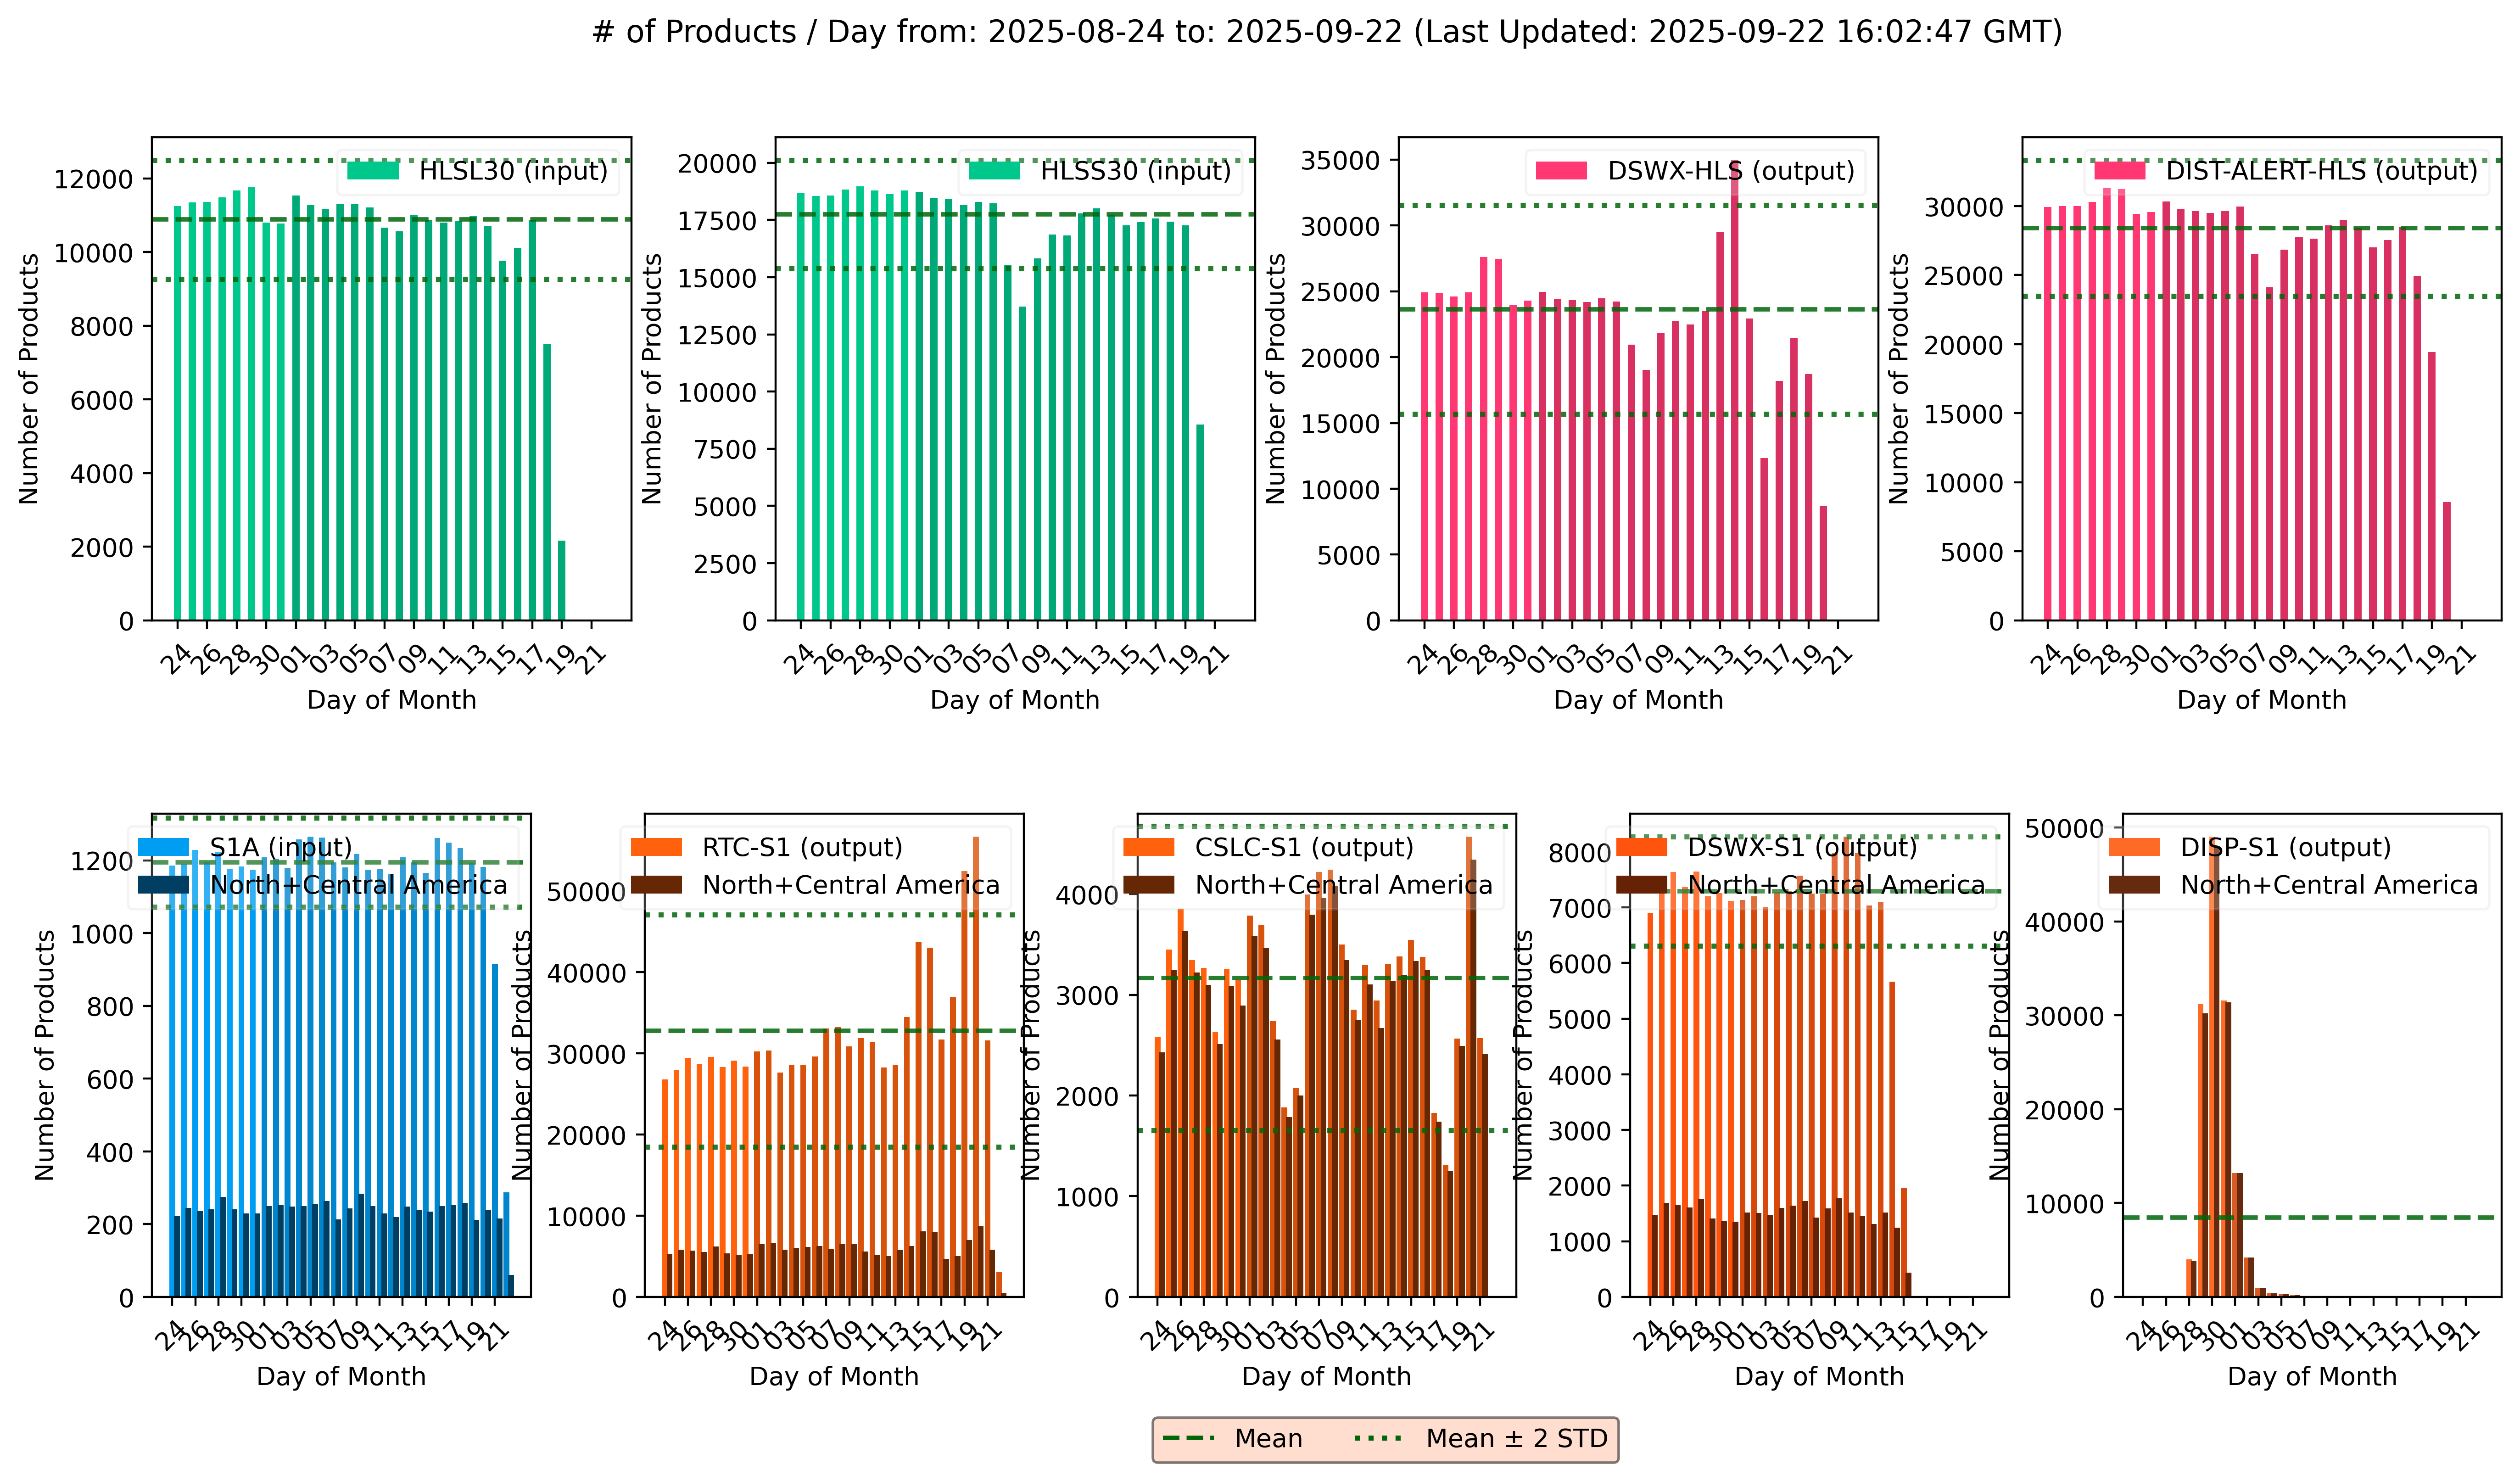 # of Products / Day from: 2025-08-24 to: 2025-09-22 (Last Updated: 2025-09-22 16:02:47 GMT)
HLSL30 (input)
Number of Products
12000
10000
8000
6000
4000
2000
0
24 26 28 30 01 03 05 07 09 11 13 15 17 19 21
Day of Month
HLSS30 (input)
Number of Products
20000
17500
15000
12500
10000
7500
5000
2500
0
24 26 28 30 01 03 05 07 09 11 13 15 17 19 21
Day of Month
DSWX-HLS (output)
Number of Products
35000
30000
25000
20000
15000
10000
5000
0
24 26 28 30 01 03 05 07 09 11 13 15 17 19 21
Day of Month
DIST-ALERT-HLS (output)
Number of Products
30000
25000
20000
15000
10000
5000
0
24 26 28 30 01 03 05 07 09 11 13 15 17 19 21
Day of Month
S1A (input)
North+Central America
Number of Products
1200
1000
800
600
400
200
0
24 26 28 30 01 03 05 07 09 11 13 15 17 19 21
Day of Month
RTC-S1 (output)
North+Central America
Number of Products
50000
40000
30000
20000
10000
0
24 26 28 30 01 03 05 07 09 11 13 15 17 19 21
Day of Month
CSLC-S1 (output)
North+Central America
Number of Products
4000
3000
2000
1000
0
24 26 28 30 01 03 05 07 09 11 13 15 17 19 21
Day of Month
DSWX-S1 (output)
North+Central America
Number of Products
8000
7000
6000
5000
4000
3000
2000
1000
0
24 26 28 30 01 03 05 07 09 11 13 15 17 19 21
Day of Month
DISP-S1 (output)
North+Central America
Number of Products
50000
40000
30000
20000
10000
0
24 26 28 30 01 03 05 07 09 11 13 15 17 19 21
Day of Month
Mean
Mean ± 2 STD